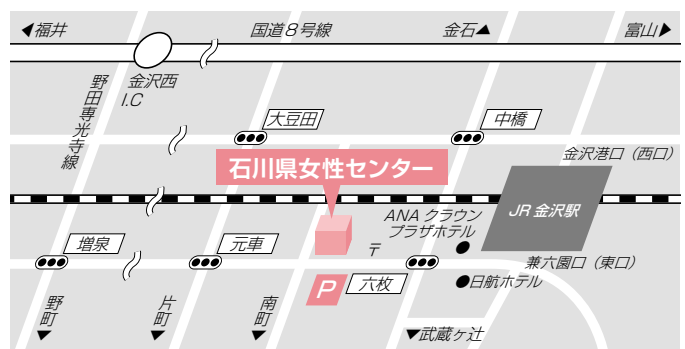 ◀福井
国道8号線
金石▲
富山▶
金沢西
I.C
野田専光寺線
大豆田
中橋
金沢港口（西口）
石川県女性センター
JR 金沢駅
ANA クラウン
プラザホテル
〒
増泉
元車
兼六園口（東口）
P
六枚
●日航ホテル
野町
片町
南町
▼武蔵ヶ辻